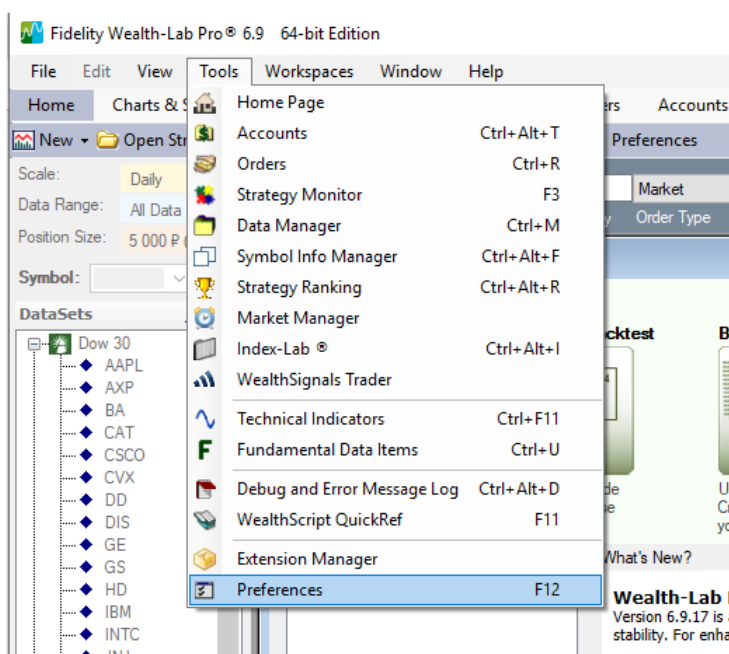 Fidelity Wealth-Lab Pro® 6.9 64-bit Edition
File Edit View Tools Workspaces Window Help
Home Charts & Accounts
New Open Preferences
Scale: Daily
Data Range: All Data
Position Size: 5 000 ₽
Symbol:
DataSets
Dow 30
AAPL
AXP
BA
CAT
CSCO
CVX
DD
DIS
GE
GS
HD
IBM
INTC
Home Page
Accounts Ctrl+Alt+T
Orders Ctrl+R
Strategy Monitor F3
Data Manager Ctrl+M
Symbol Info Manager Ctrl+Alt+F
Strategy Ranking Ctrl+Alt+R
Market Manager
Index-Lab ® Ctrl+Alt+I
WealthSignals Trader
Technical Indicators Ctrl+F11
Fundamental Data Items Ctrl+U
Debug and Error Message Log Ctrl+Alt+D
WealthScript QuickRef F11
Extension Manager
Preferences F12
Market
Order Type
What's New?
Wealth-Lab
Version 6.9.17 is
stability. For